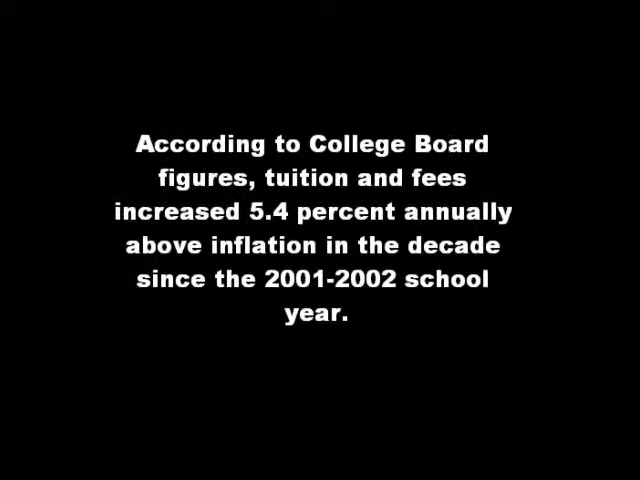 According to College Board
figures, tuition and fees
increased 5.4 percent annually
above inflation in the decade
since the 2001-2002 school
year.